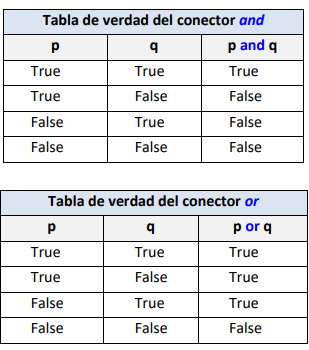 Tabla de verdad del conector and
p q p and q
True True True
True False False
False True False
False False False
Tabla de verdad del conector or
p q p or q
True True True
True False True
False True True
False False False